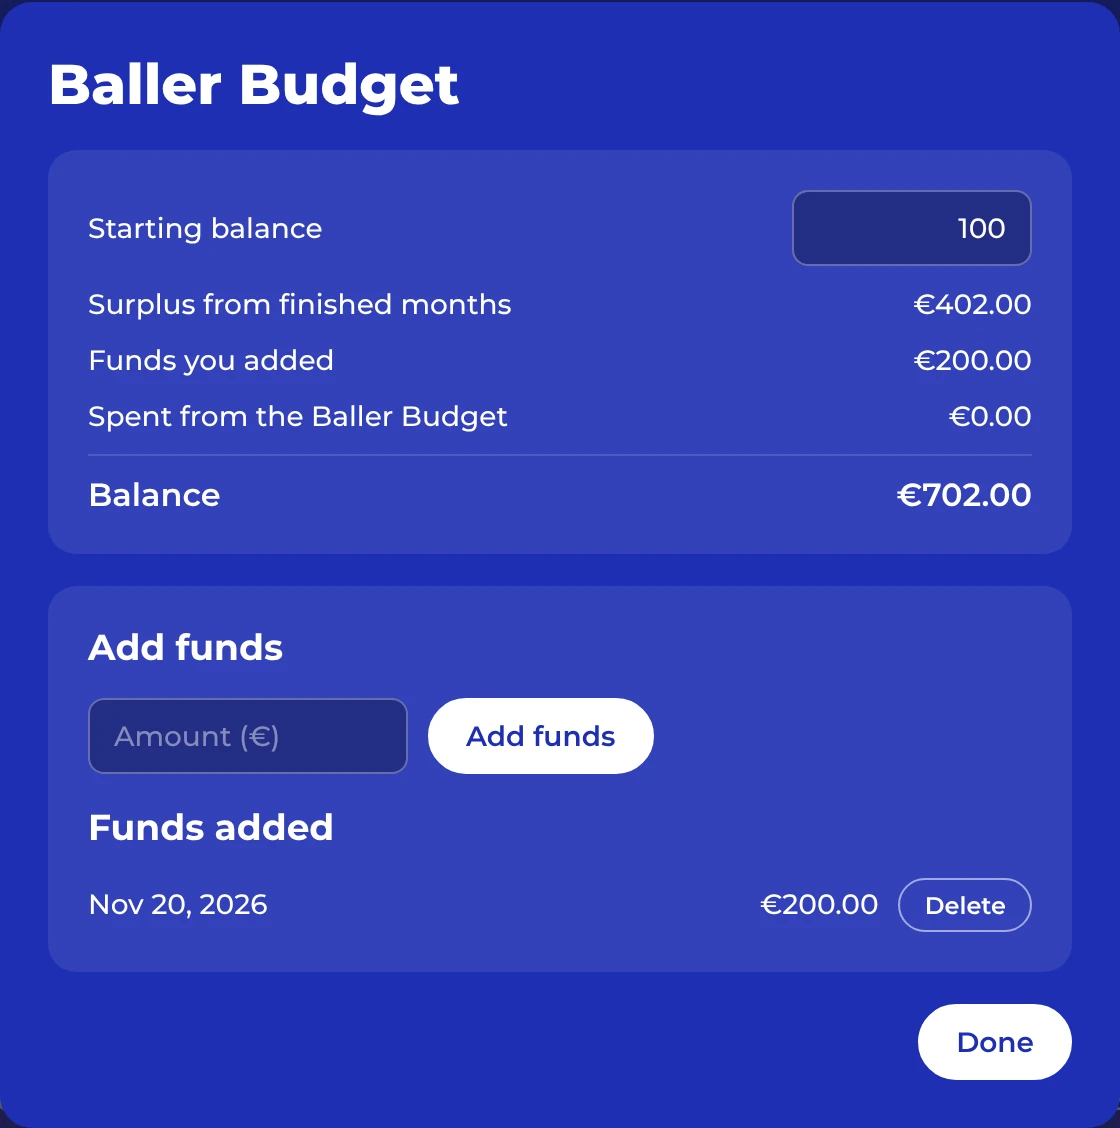 Baller Budget
Starting balance 100
Surplus from finished months €402.00
Funds you added €200.00
Spent from the Baller Budget €0.00
Balance €702.00
Add funds
Amount (€) Add funds
Funds added
Nov 20, 2026 €200.00 Delete
Done